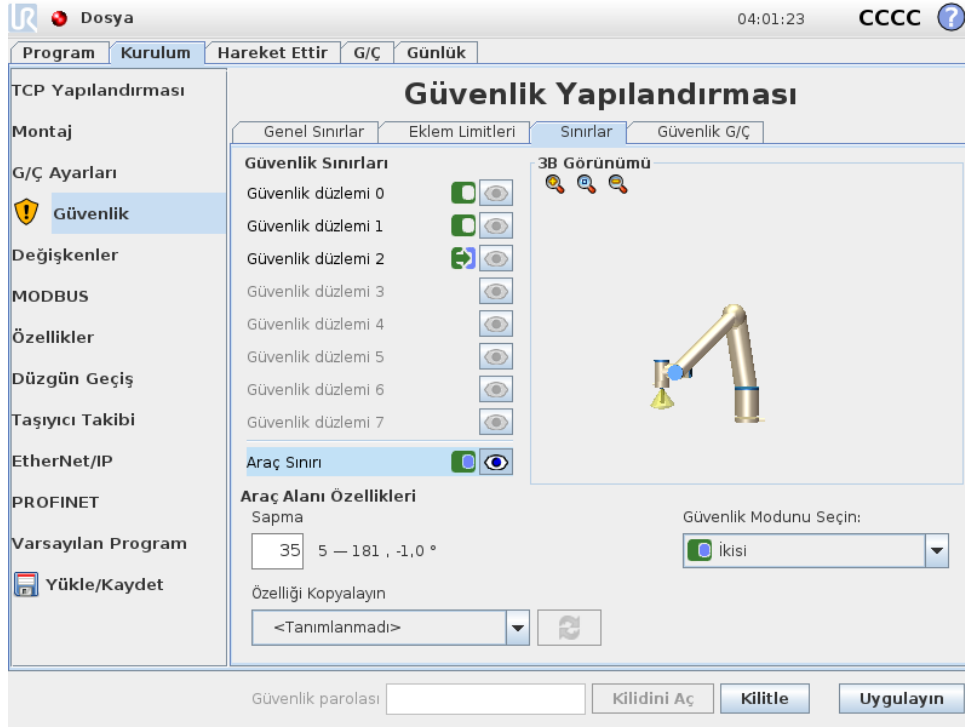 UR Dosya 04:01:23 CCCC ?
Program Kurulum Hareket Ettir G/Ç Günlük
TCP Yapılandırması
Montaj
G/Ç Ayarları
Güvenlik
Değişkenler
MODBUS
Özellikler
Düzgün Geçiş
Taşıyıcı Takibi
EtherNet/IP
PROFINET
Varsayılan Program
Yükle/Kaydet
Güvenlik Yapılandırması
Genel Sınırlar Eklem Limitleri Sınırlar Güvenlik G/Ç
Güvenlik Sınırları
Güvenlik düzlemi 0
Güvenlik düzlemi 1
Güvenlik düzlemi 2
Güvenlik düzlemi 3
Güvenlik düzlemi 4
Güvenlik düzlemi 5
Güvenlik düzlemi 6
Güvenlik düzlemi 7
Araç Sınırı
3B Görünümü
Araç Alanı Özellikleri
Sapma
35 5 — 181 , -1,0 °
Güvenlik Modunu Seçin:
İkisi
Özelliği Kopyalayın
<Tanımlanmadı>
Güvenlik parolası Kilidini Aç Kilitle Uygulayın